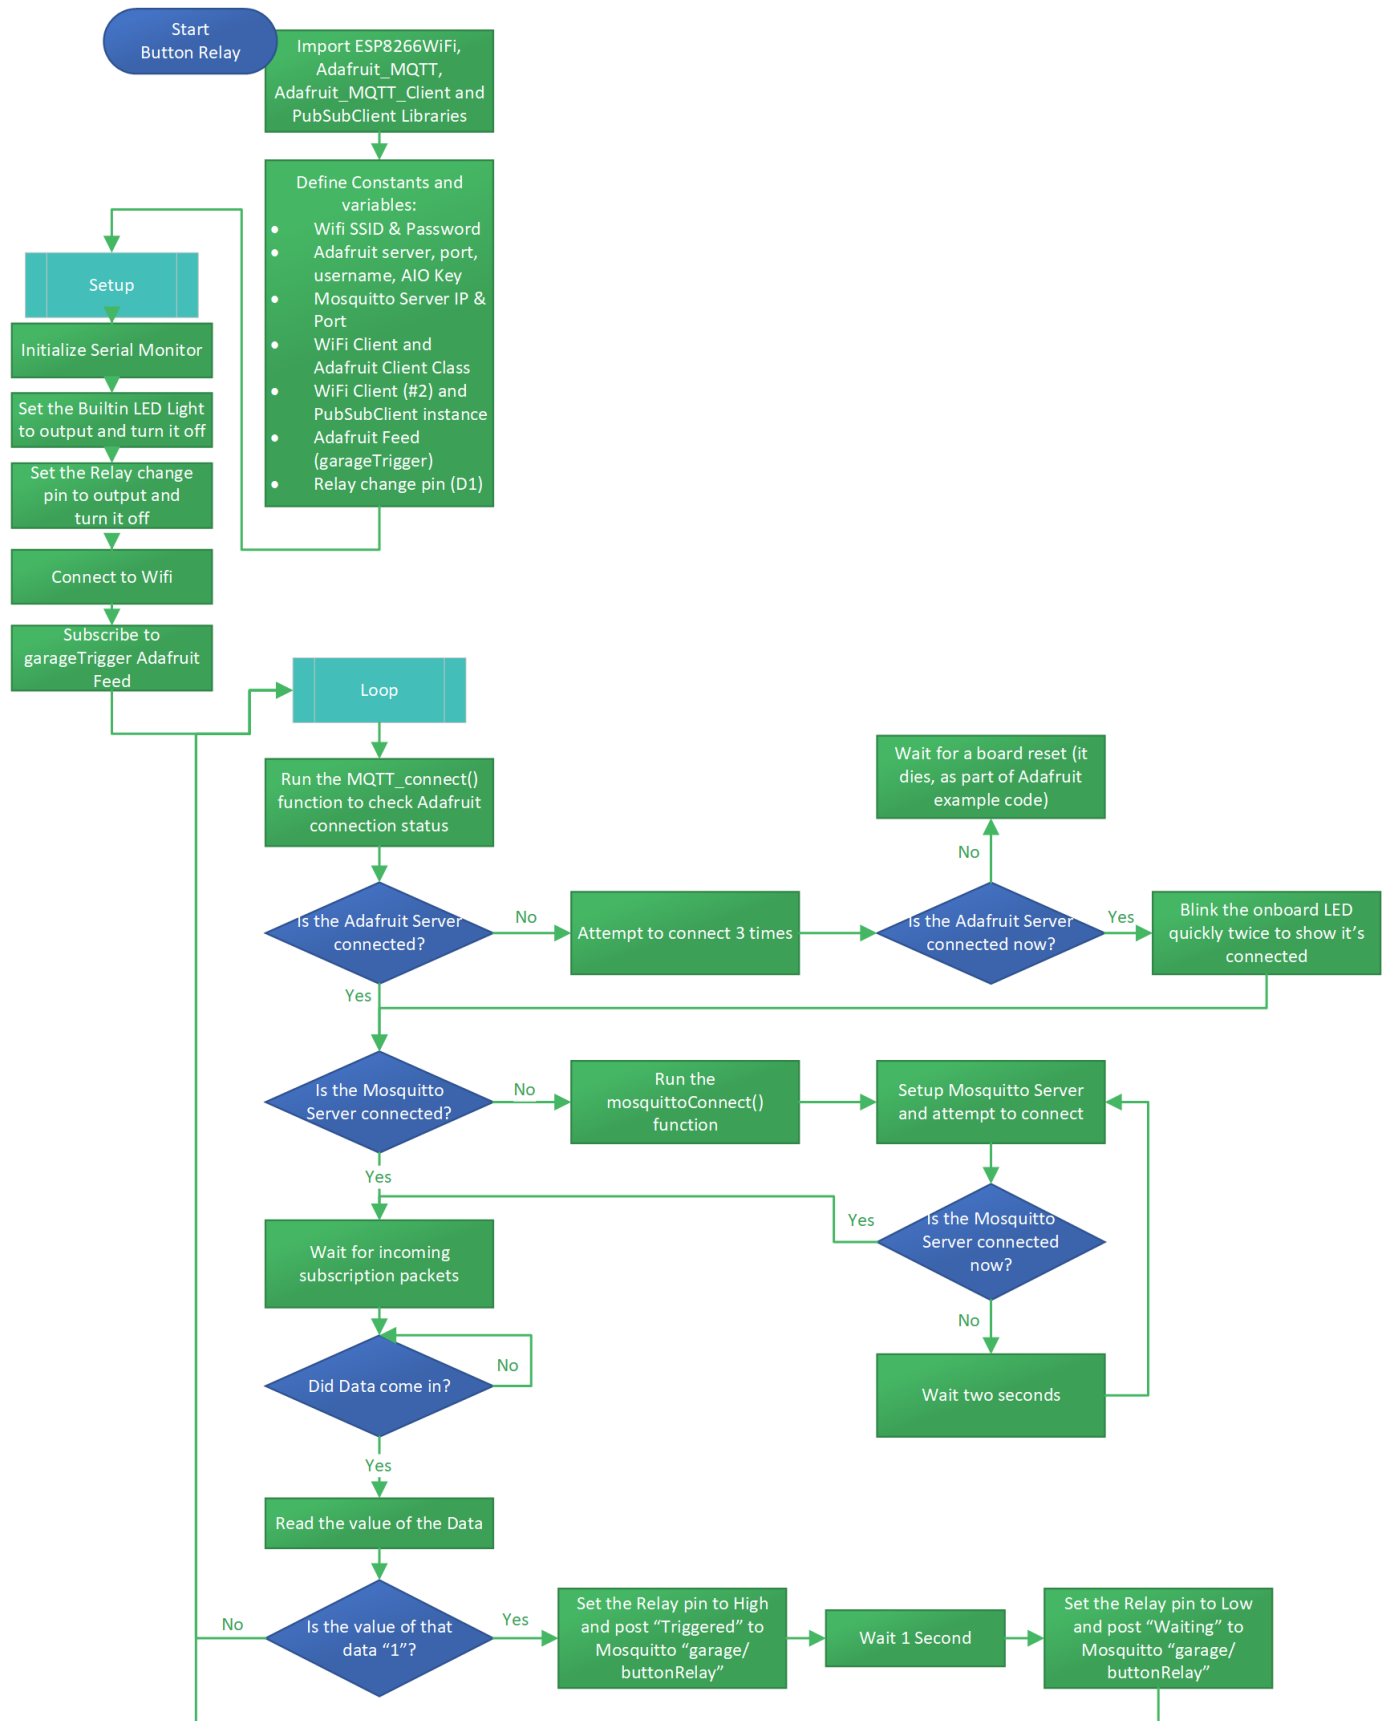 Start
Button Relay
Import ESP8266WiFi,
Adafruit_MQTT,
Adafruit_MQTT_Client and
PubSubClient Libraries
Define Constants and
variables:
• Wifi SSID & Password
• Adafruit server, port,
username, AIO Key
• Mosquitto Server IP &
Port
• WiFi Client and
Adafruit Client Class
• WiFi Client (#2) and
PubSubClient instance
• Adafruit Feed
(garageTrigger)
• Relay change pin (D1)
Setup
Initialize Serial Monitor
Set the Builtin LED Light
to output and turn it off
Set the Relay change
pin to output and
turn it off
Connect to Wifi
Subscribe to
garageTrigger Adafruit
Feed
Loop
Run the MQTT_connect()
function to check Adafruit
connection status
Is the Adafruit Server
connected?
No
Attempt to connect 3 times
Is the Adafruit Server
connected now?
No
Wait for a board reset (it
dies, as part of Adafruit
example code)
Yes
Blink the onboard LED
quickly twice to show it's
connected
Yes
Is the Mosquitto
Server connected?
No
Run the
mosquittoConnect()
function
Setup Mosquitto Server
and attempt to connect
Is the Mosquitto
Server connected
now?
Yes
No
Wait two seconds
Yes
Wait for incoming
subscription packets
Did Data come in?
No
Yes
Read the value of the Data
Is the value of that
data “1”?
No
Yes
Set the Relay pin to High
and post “Triggered” to
Mosquitto “garage/
buttonRelay”
Wait 1 Second
Set the Relay pin to Low
and post “Waiting” to
Mosquitto “garage/
buttonRelay”